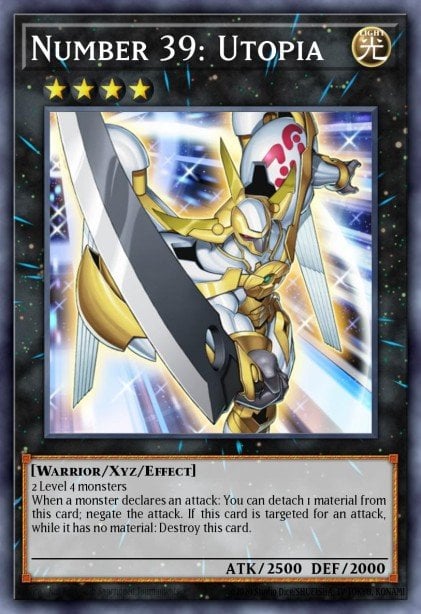 Number 39: Utopia
LIGHT
光
[Warrior/Xyz/Effect]
2 Level 4 monsters
When a monster declares an attack: You can detach 1 material from
this card; negate the attack. If this card is targeted for an attack,
while it has no material: Destroy this card.
ATK/2500 DEF/2000